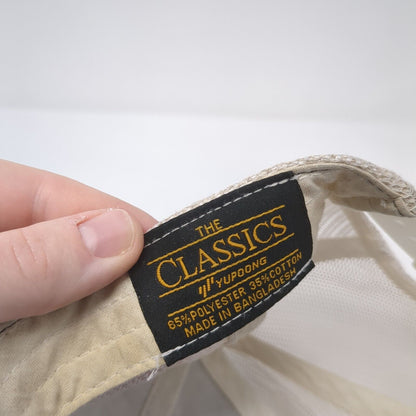 THE
CLASSICS
YUPOONG
65%POLYESTER 35%COTTON
MADE IN BANGLADESH